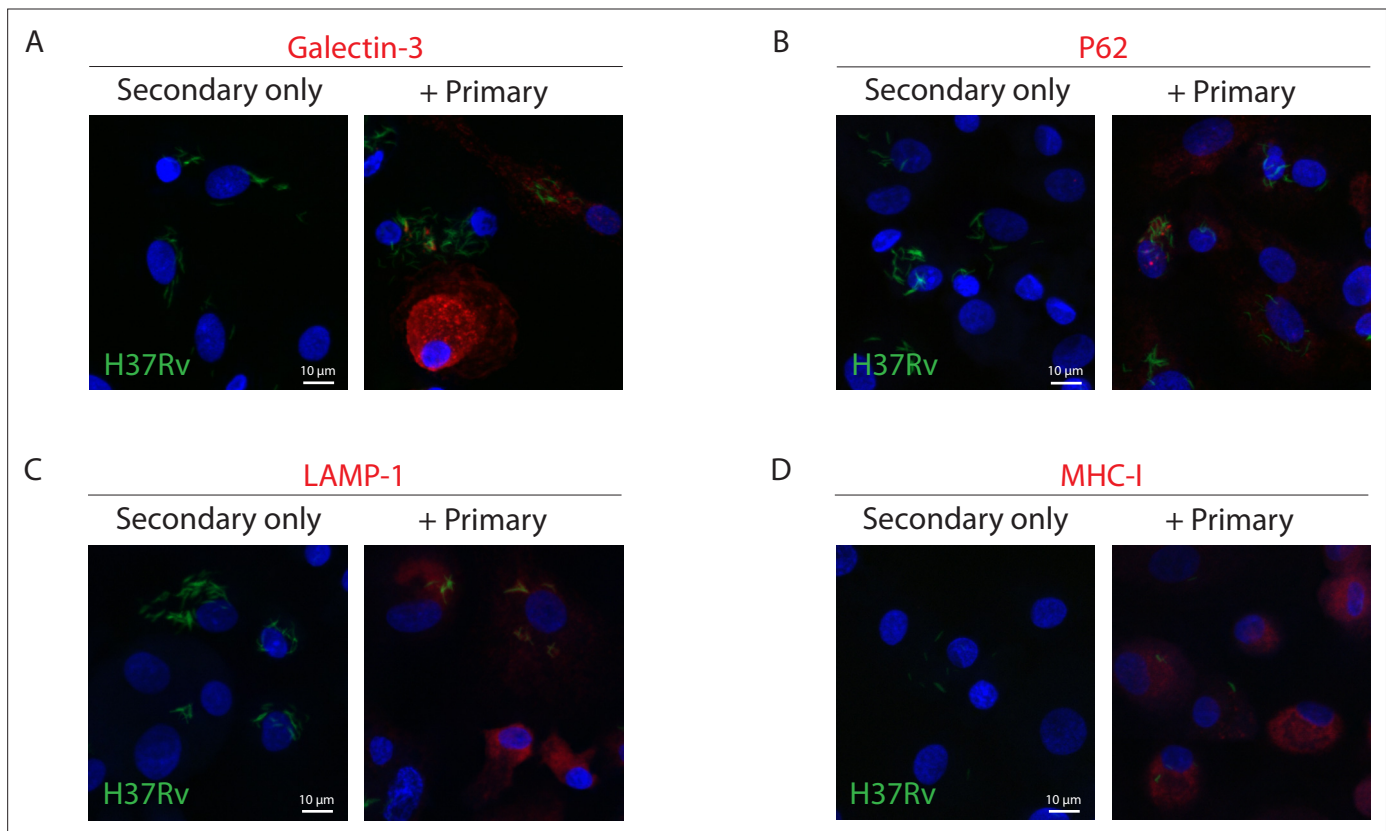 A
Galectin-3
Secondary only
+ Primary
H37Rv
10 µm
B
P62
Secondary only
+ Primary
H37Rv
10 µm
C
LAMP-1
Secondary only
+ Primary
H37Rv
10 µm
D
MHC-I
Secondary only
+ Primary
H37Rv
10 µm